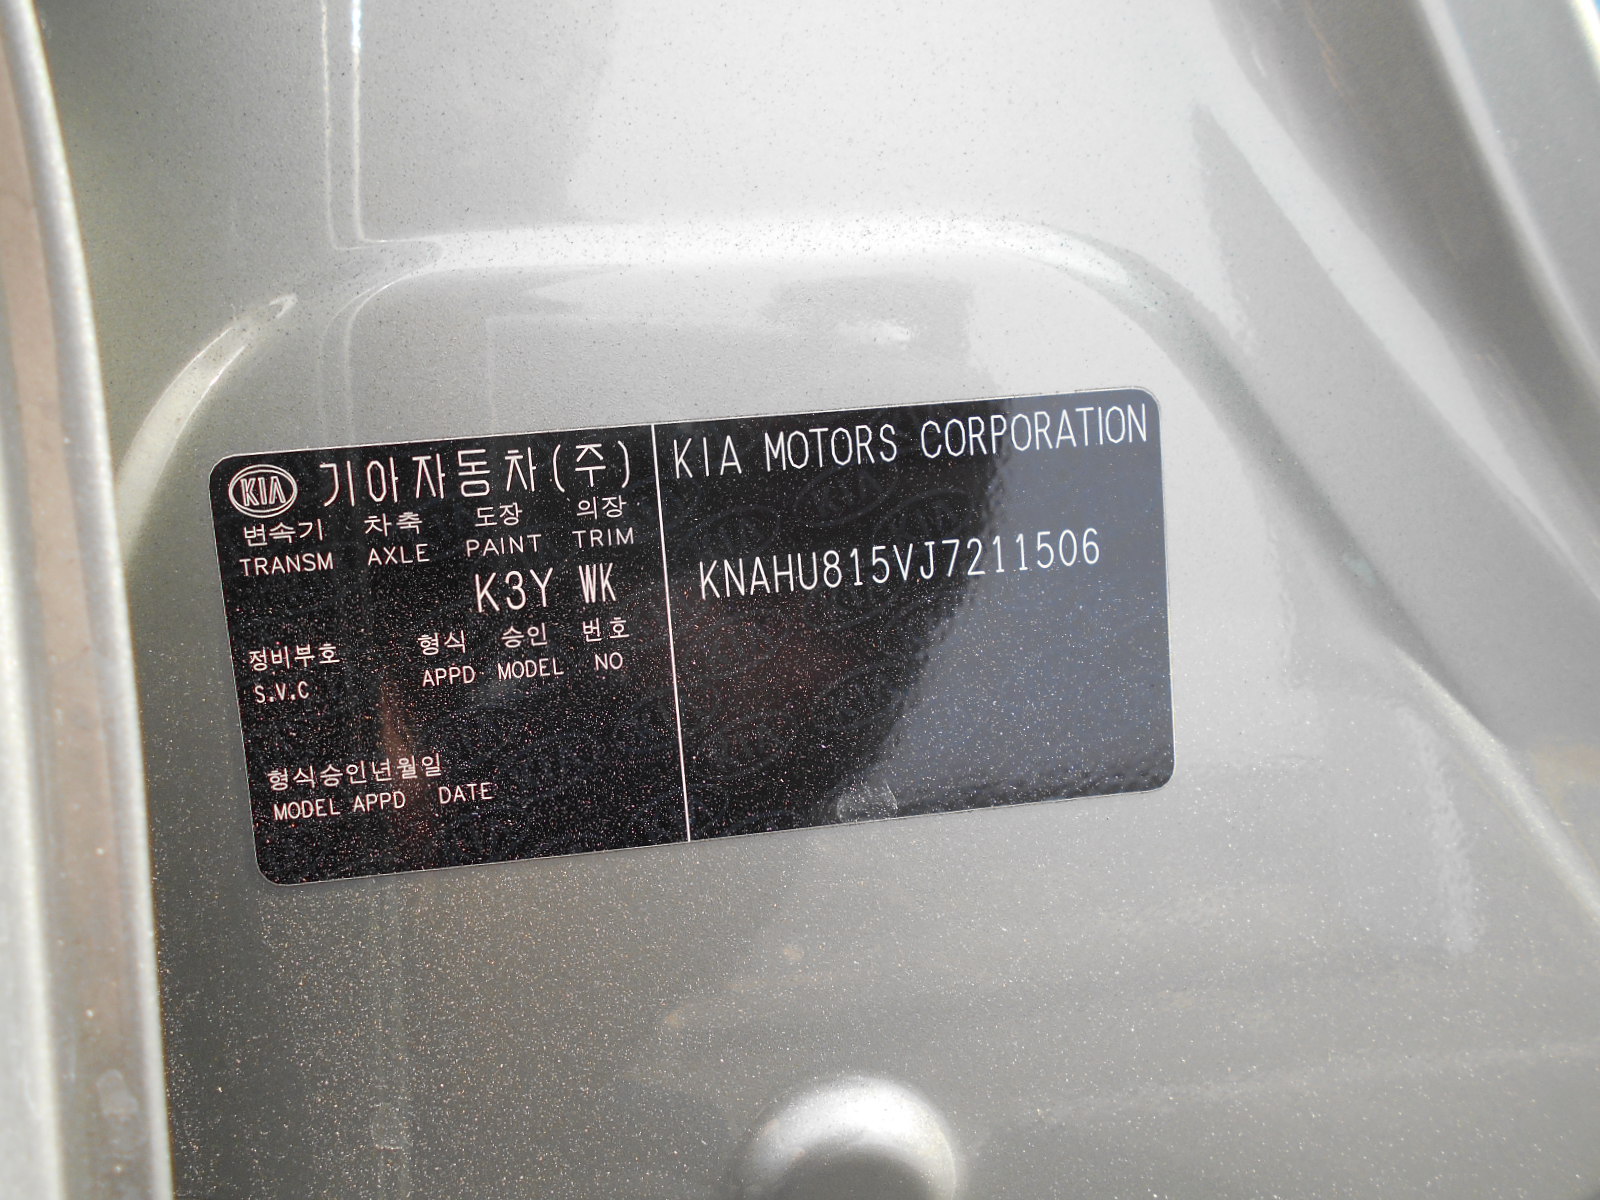 KIA 기아자동차(주)
변속기 차축 도장 의장
TRANSM AXLE PAINT TRIM
K3Y WK
정비부호 형식 승인 번호
S.V.C APPD MODEL NO
형식승인년월일
MODEL APPD DATE
KIA MOTORS CORPORATION
KNAHU815VJ7211506